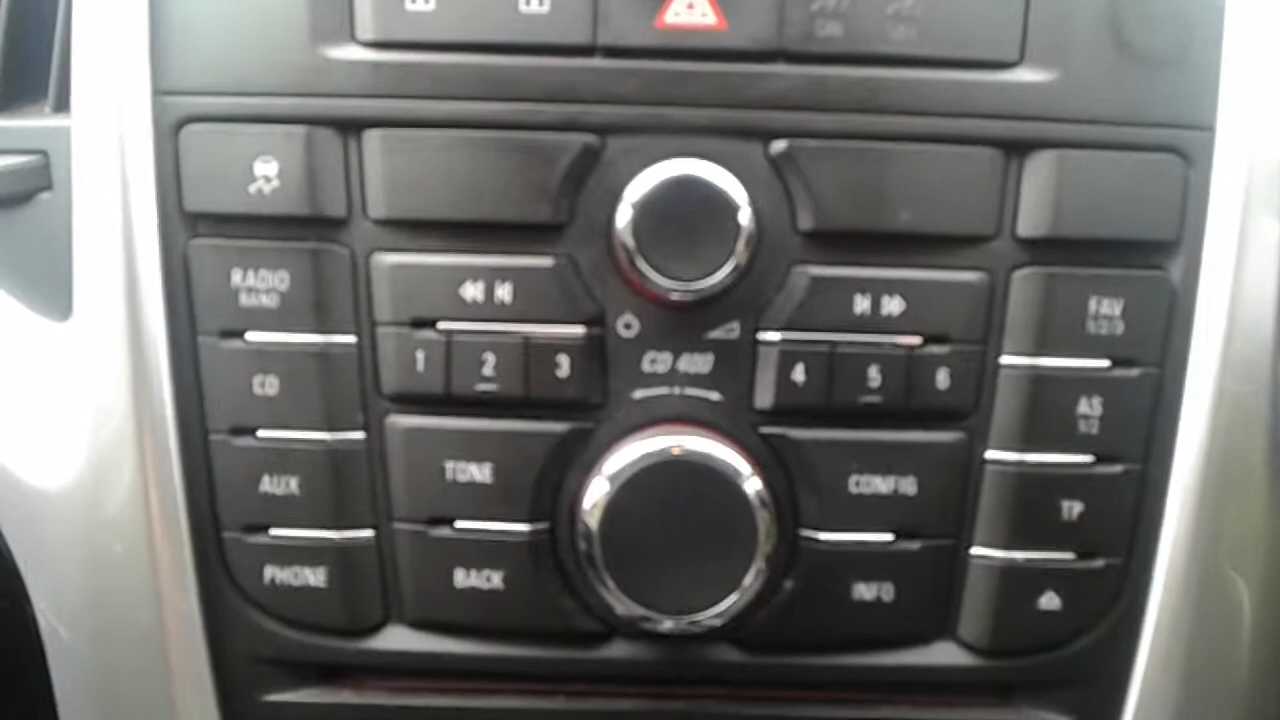 RADIO
BAND
FAV
1/2/3
1
2
3
CD 400
4
5
6
CD
AS
1/2
TONE
CONFIG
AUX
TP
PHONE
BACK
INFO